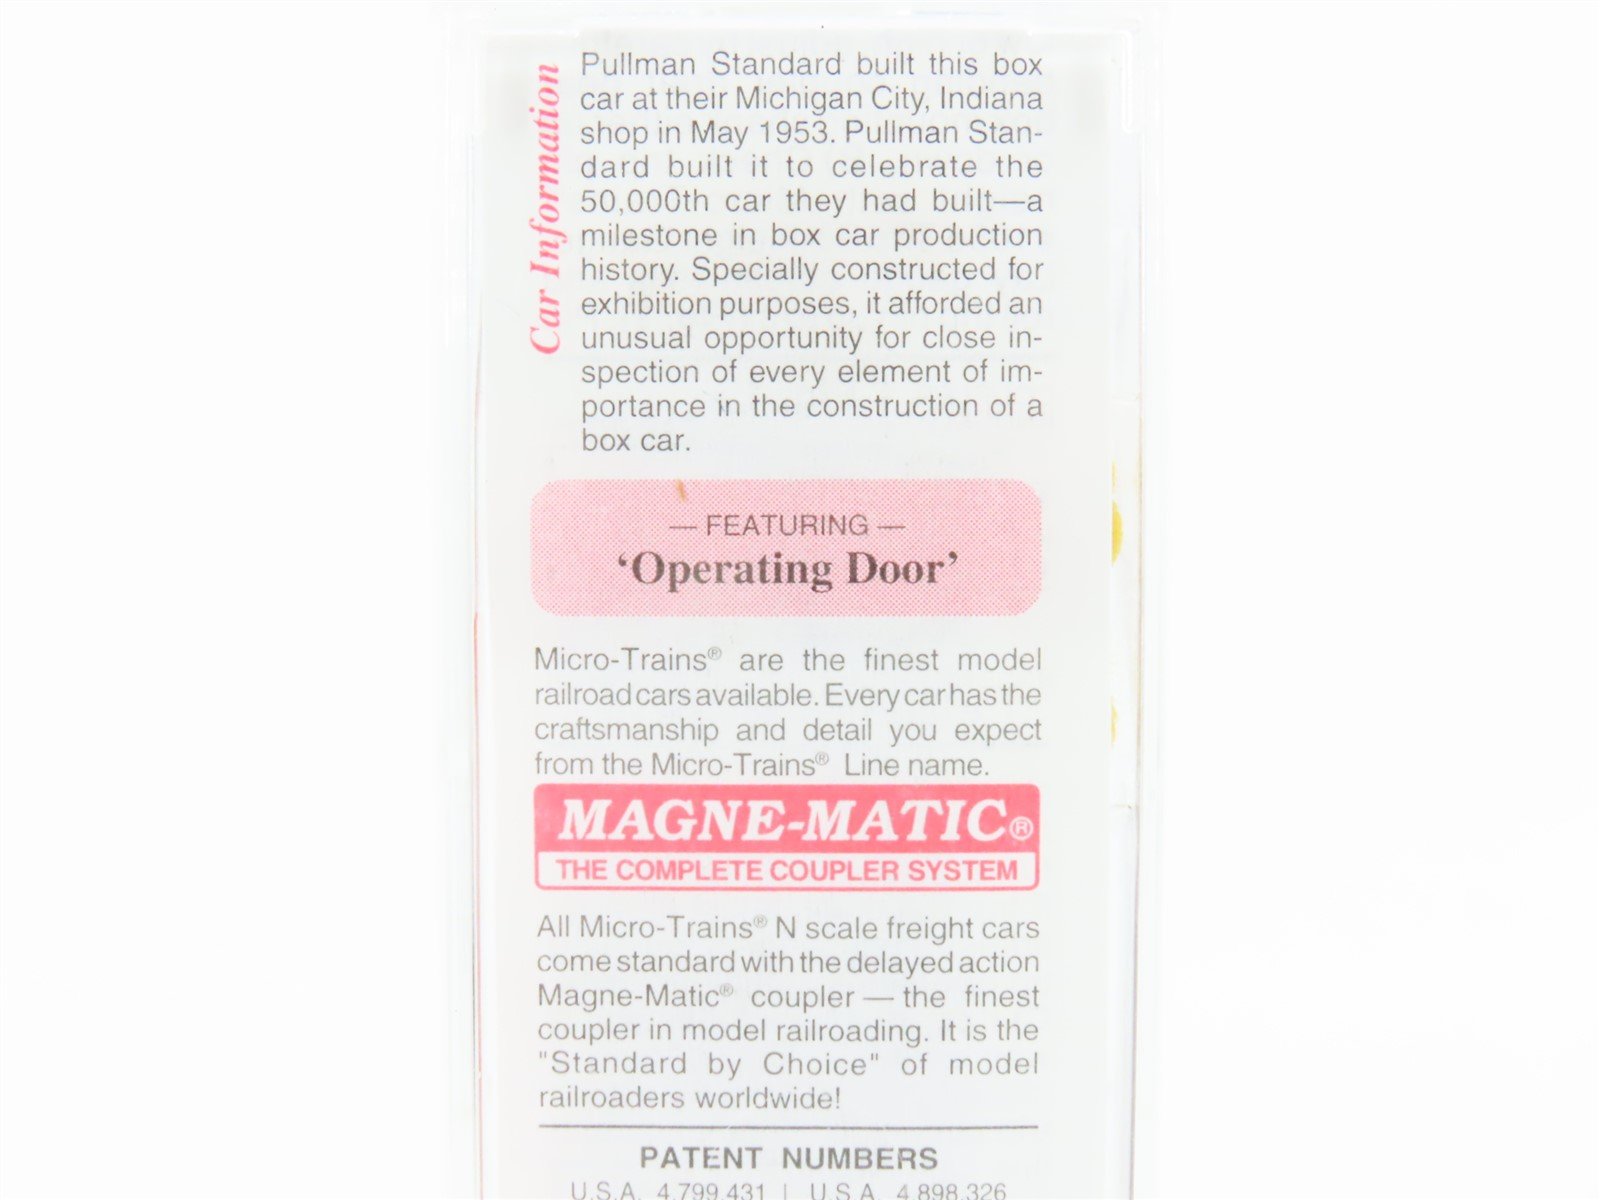 Car Information
Pullman Standard built this box
car at their Michigan City, Indiana
shop in May 1953. Pullman Stan-
dard built it to celebrate the
50,000th car they had built—a
milestone in box car production
history. Specially constructed for
exhibition purposes, it afforded an
unusual opportunity for close in-
spection of every element of im-
portance in the construction of a
box car.
— FEATURING —
‘Operating Door’
Micro-Trains® are the finest model
railroad cars available. Every car has the
craftsmanship and detail you expect
from the Micro-Trains® Line name.
MAGNE-MATIC®
THE COMPLETE COUPLER SYSTEM
All Micro-Trains® N scale freight cars
come standard with the delayed action
Magne-Matic® coupler — the finest
coupler in model railroading. It is the
"Standard by Choice" of model
railroaders worldwide!
PATENT NUMBERS
U.S.A. 4,799,431 | U.S.A. 4,898,326